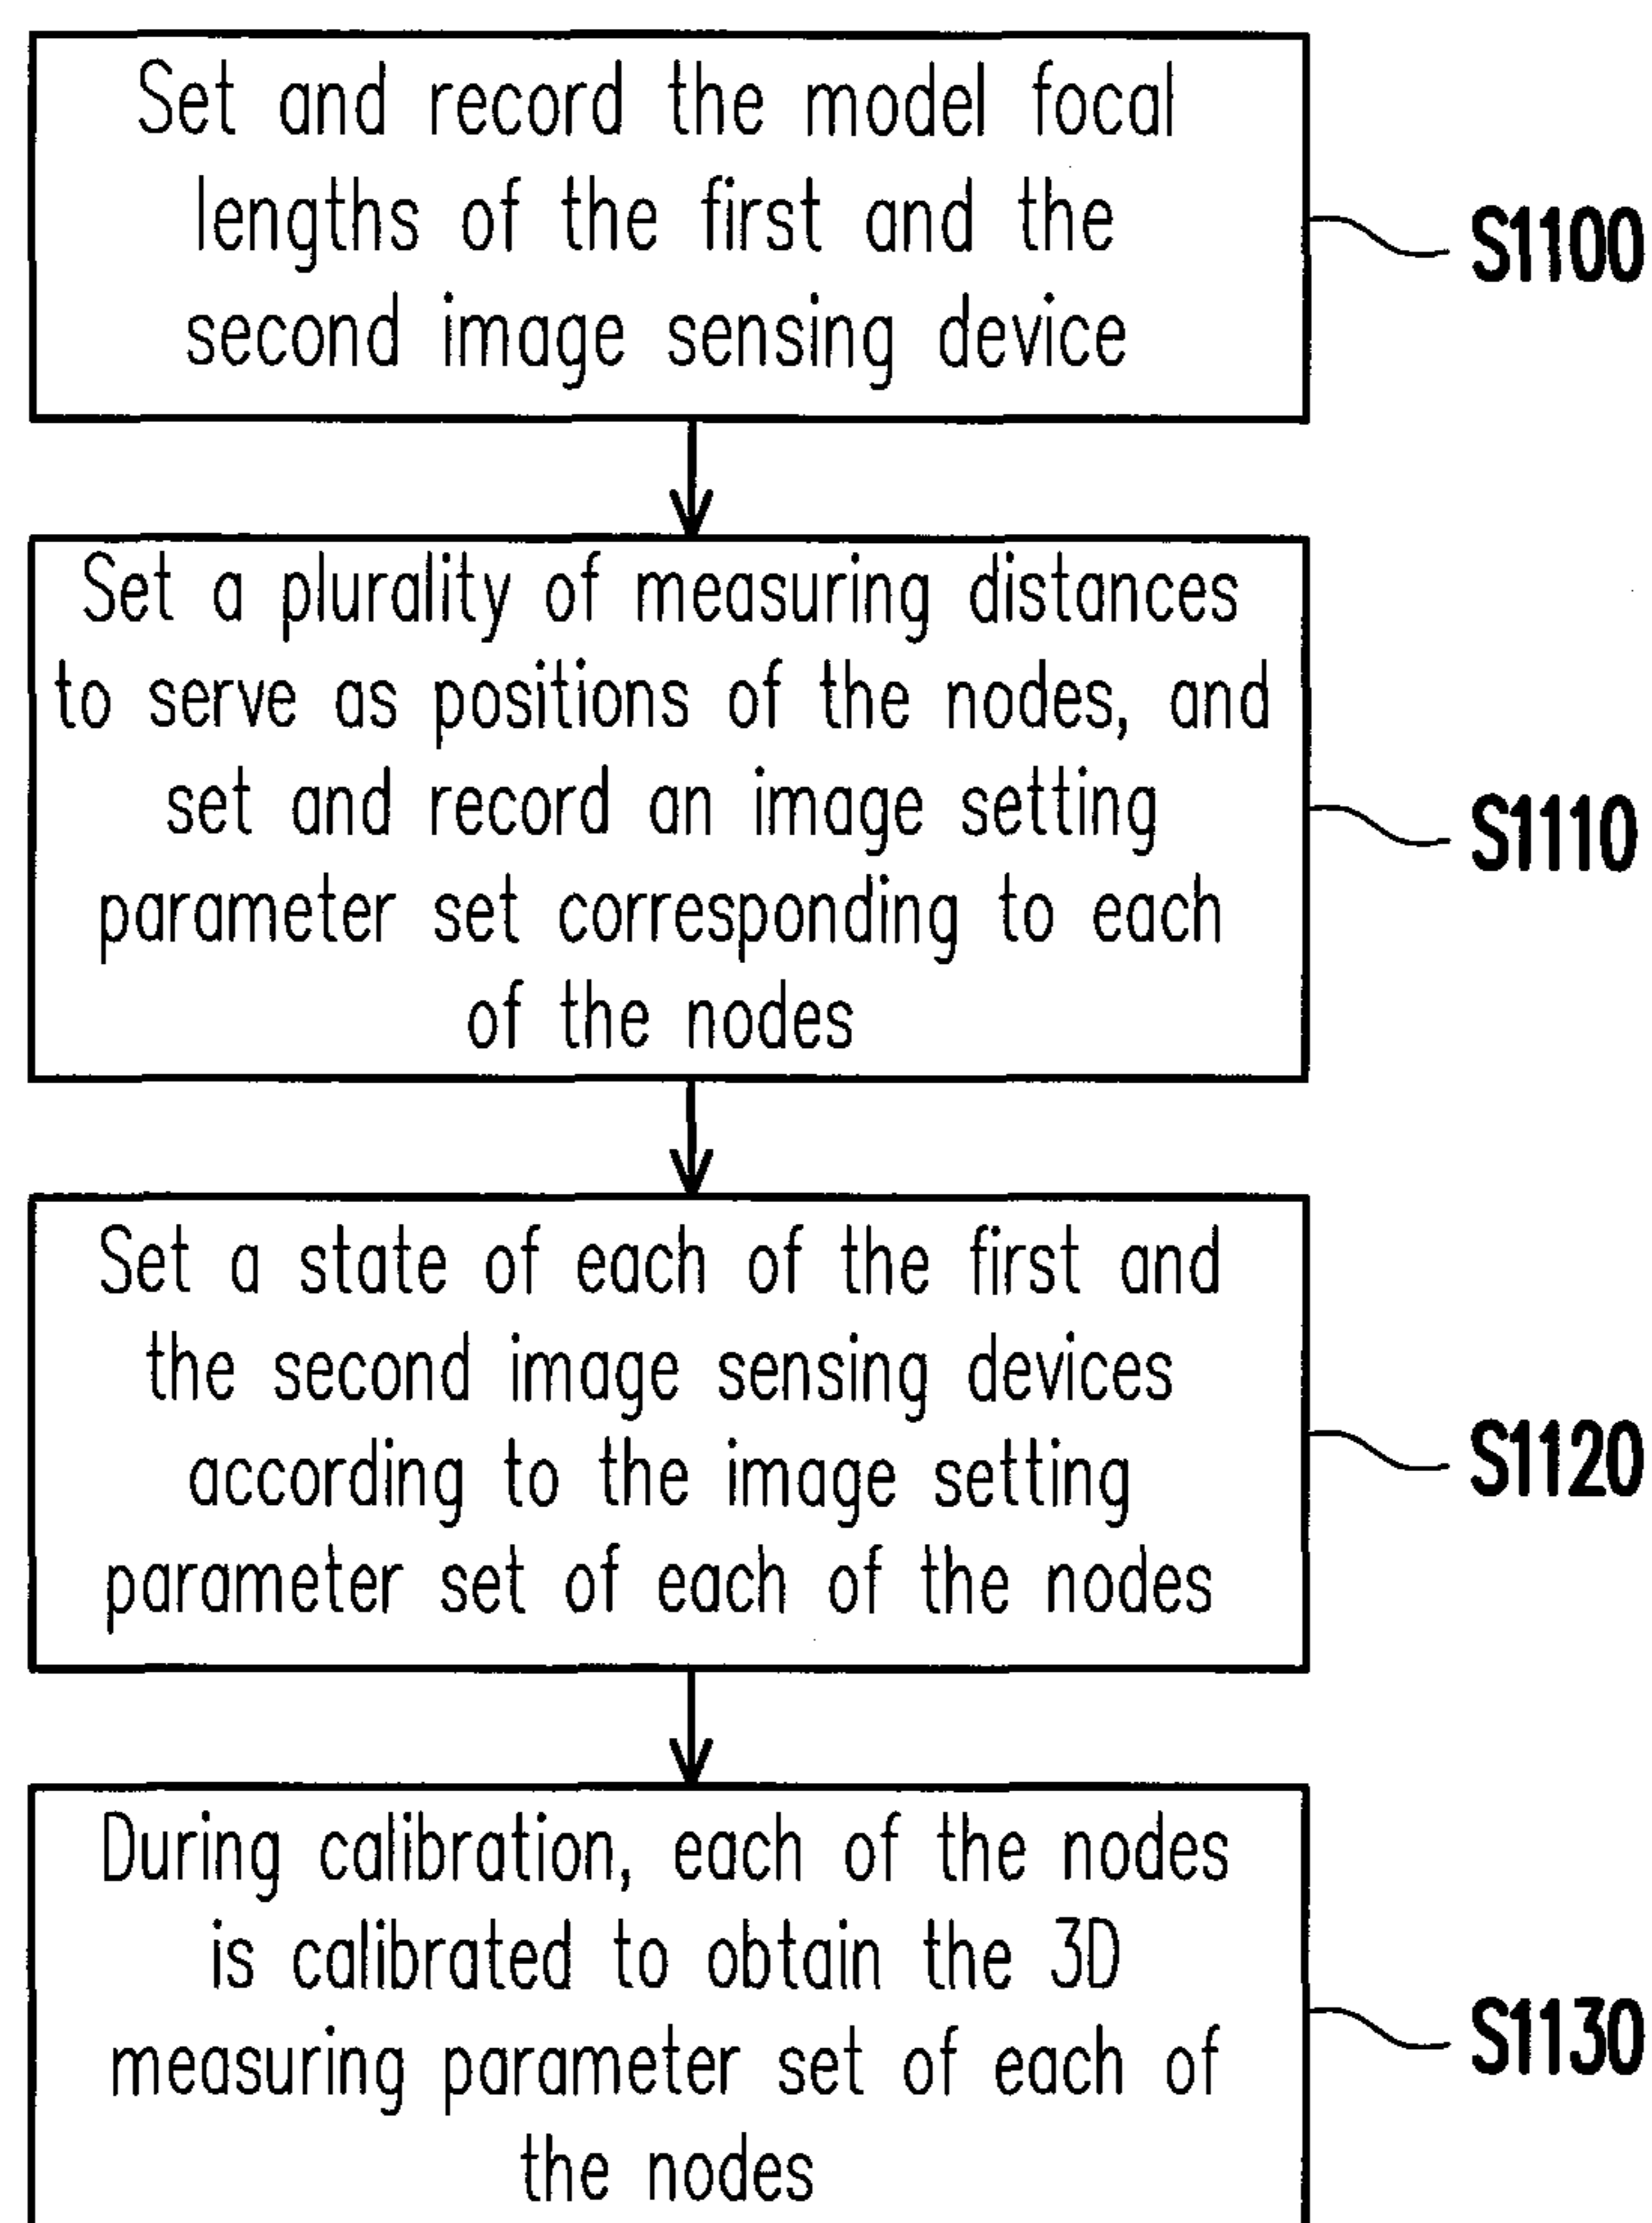 Set and record the model focal
lengths of the first and the
second image sensing device
S1100
Set a plurality of measuring distances
to serve as positions of the nodes, and
set and record an image setting
parameter set corresponding to each
of the nodes
S1110
Set a state of each of the first and
the second image sensing devices
according to the image setting
parameter set of each of the nodes
S1120
During calibration, each of the nodes
is calibrated to obtain the 3D
measuring parameter set of each of
the nodes
S1130